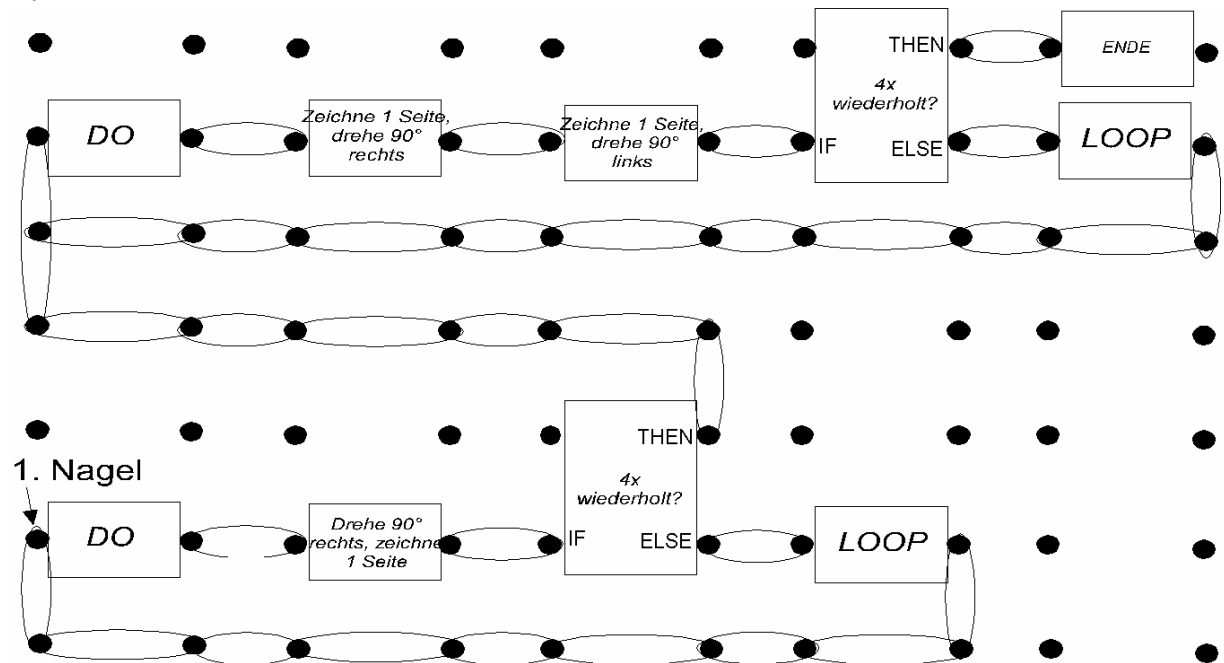 THEN
ENDE
4x
wiederholt?
DO
Zeichne 1 Seite,
drehe 90°
rechts
Zeichne 1 Seite,
drehe 90°
links
IF
ELSE
LOOP
THEN
1. Nagel
4x
wiederholt?
DO
Drehe 90°
rechts, zeichne
1 Seite
IF
ELSE
LOOP